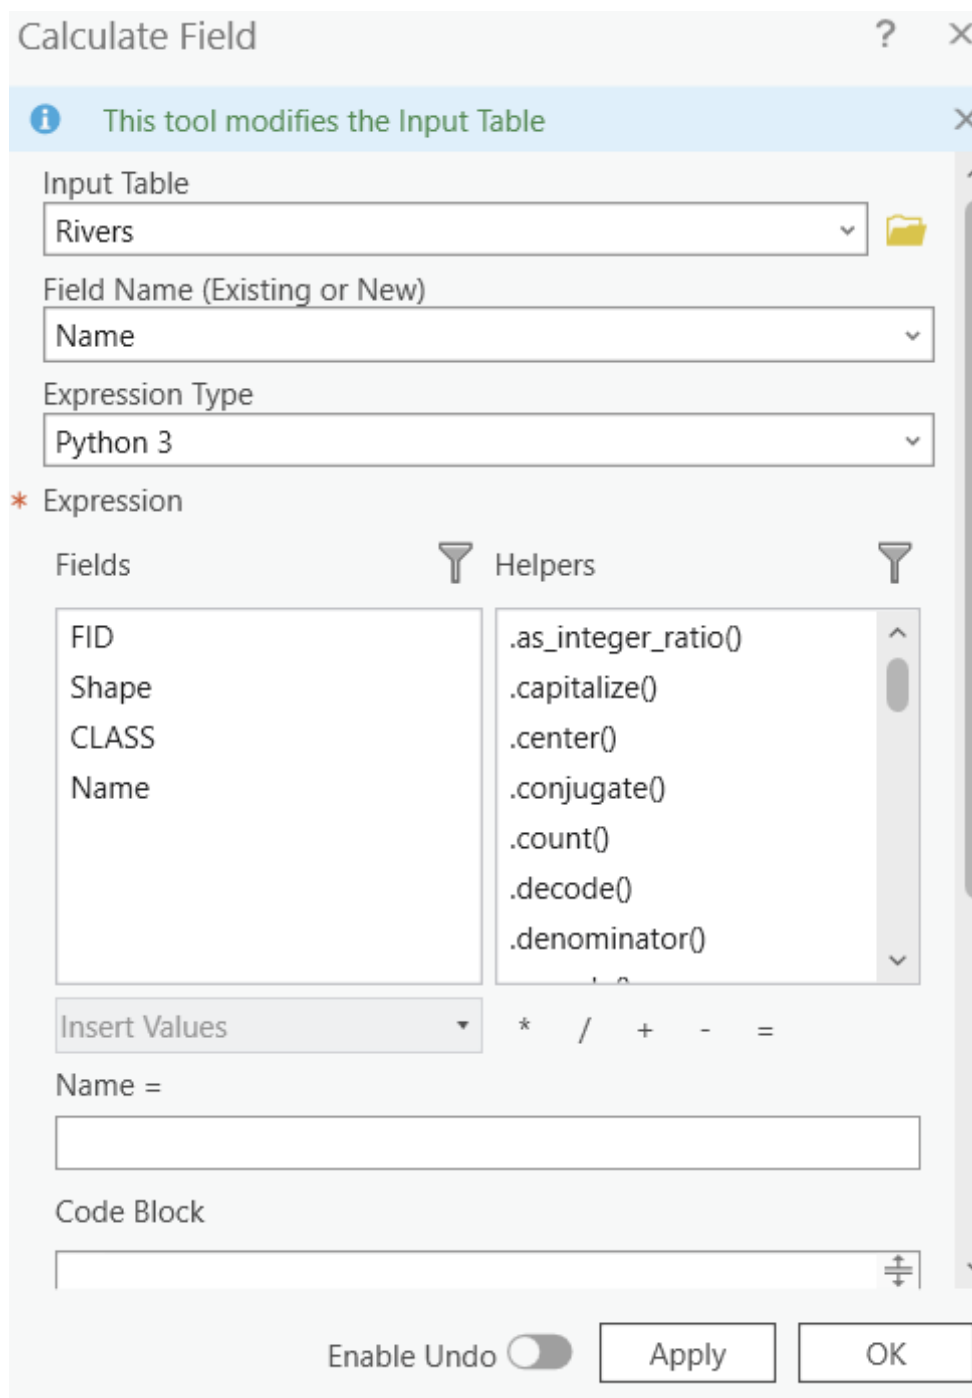 Calculate Field ?
This tool modifies the Input Table
Input Table
Rivers
Field Name (Existing or New)
Name
Expression Type
Python 3
* Expression
Fields
Helpers
FID
Shape
CLASS
Name
.as_integer_ratio()
.capitalize()
.center()
.conjugate()
.count()
.decode()
.denominator()
Insert Values
* / + - =
Name =
Code Block
Enable Undo
Apply
OK